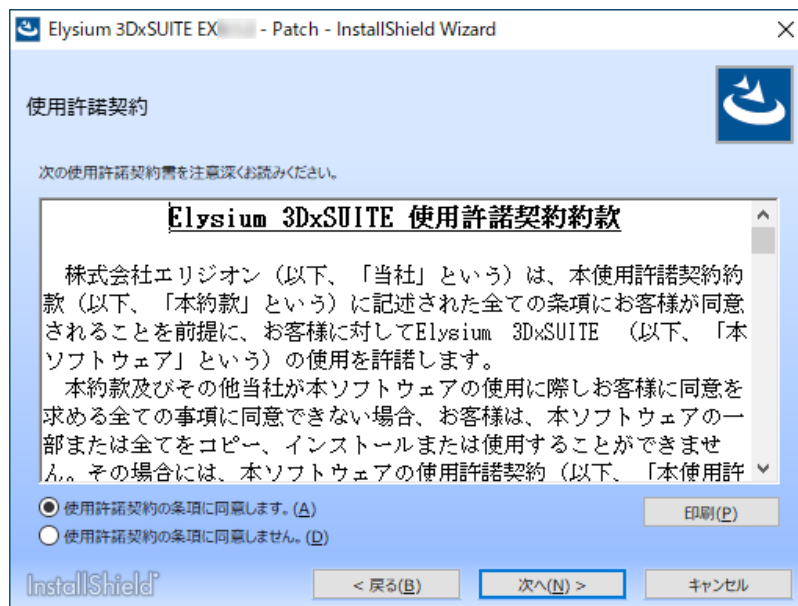 Elysium 3DxSUITE EX - Patch - InstallShield Wizard
使用許諾契約
次の使用許諾契約書を注意深くお読みください。
Elysium 3DxSUITE 使用許諾契約約款
株式会社エリジオン（以下、「当社」という）は、本使用許諾契約約
款（以下、「本約款」という）に記述された全ての条項にお客様が同意
されることを前提に、お客様に対してElysium 3DxSUITE （以下、「本
ソフトウェア」という）の使用を許諾します。
本約款及びその他当社が本ソフトウェアの使用に際しお客様に同意を
求める全ての事項に同意できない場合、お客様は、本ソフトウェアの一
部または全てをコピー、インストールまたは使用することができませ
ん。その場合には、本ソフトウェアの使用許諾契約（以下、「本使用許
使用許諾契約の条項に同意します。(A)
印刷(P)
使用許諾契約の条項に同意しません。(D)
InstallShield
< 戻る(B)
次へ(N) >
キャンセル